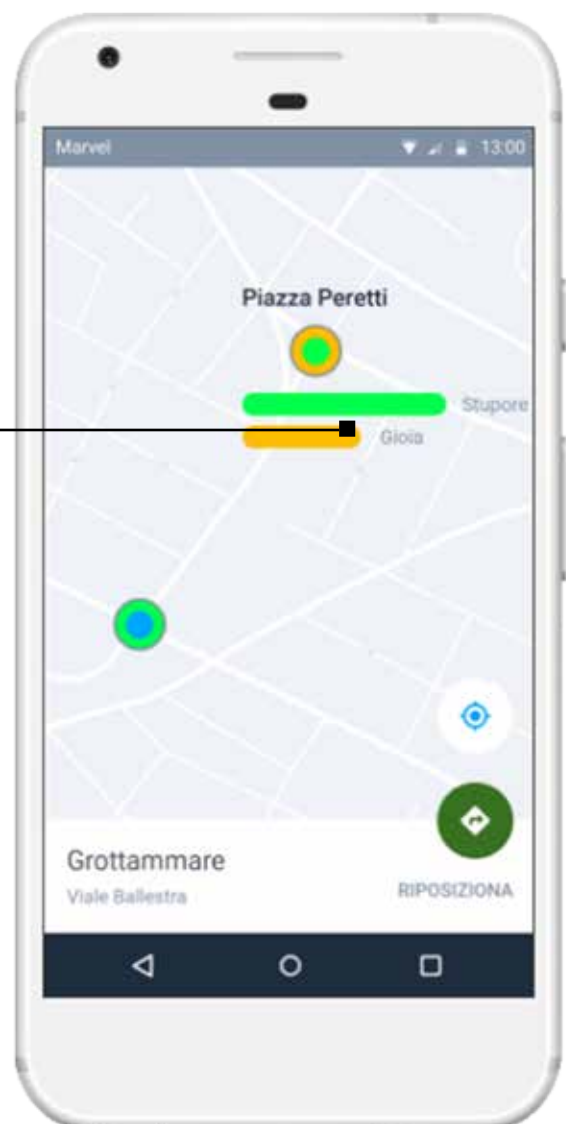 Marvel 13:00
Piazza Peretti
Stupore
Gioia
Grottammare
Viale Ballestra
RIPOSIZIONA